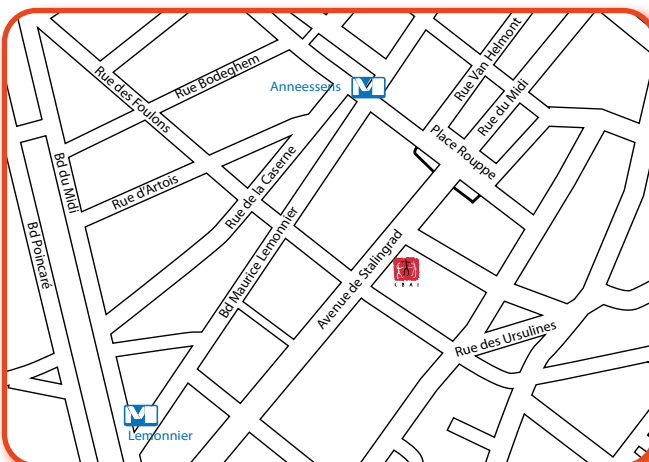 Rue Van Helmont
Rue des Foulons
Rue Bodeghem
Anneessens
M
Rue du Midi
Place Rouppe
Bd du Midi
Rue d'Artois
Rue de la Caserne
Bd Poincaré
Bd Maurice Lemonnier
Avenue de Stalingrad
CBAI
Rue des Ursulines
M
Lemonnier